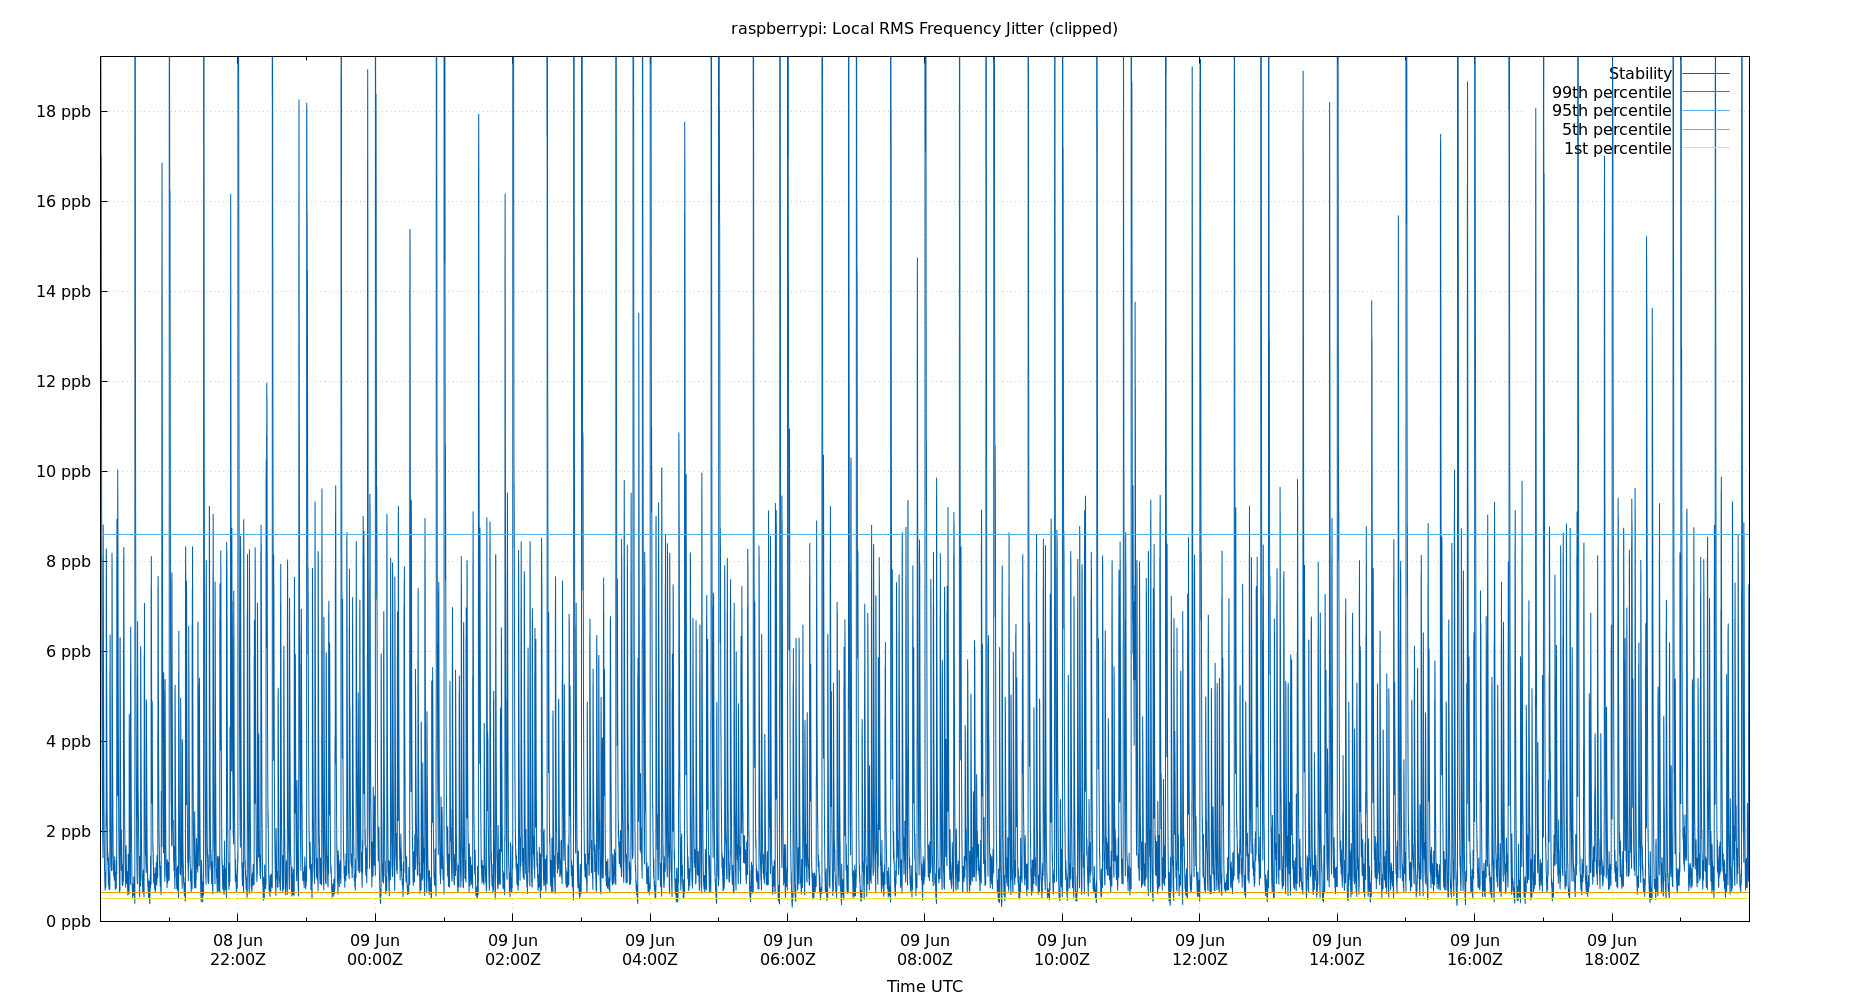 raspberrypi: Local RMS Frequency Jitter (clipped)
Stability
99th percentile
95th percentile
5th percentile
1st percentile
18 ppb
16 ppb
14 ppb
12 ppb
10 ppb
8 ppb
6 ppb
4 ppb
2 ppb
0 ppb
08 Jun 09 Jun 09 Jun 09 Jun 09 Jun 09 Jun 09 Jun 09 Jun 09 Jun 09 Jun 09 Jun
22:00Z 00:00Z 02:00Z 04:00Z 06:00Z 08:00Z 10:00Z 12:00Z 14:00Z 16:00Z 18:00Z
Time UTC